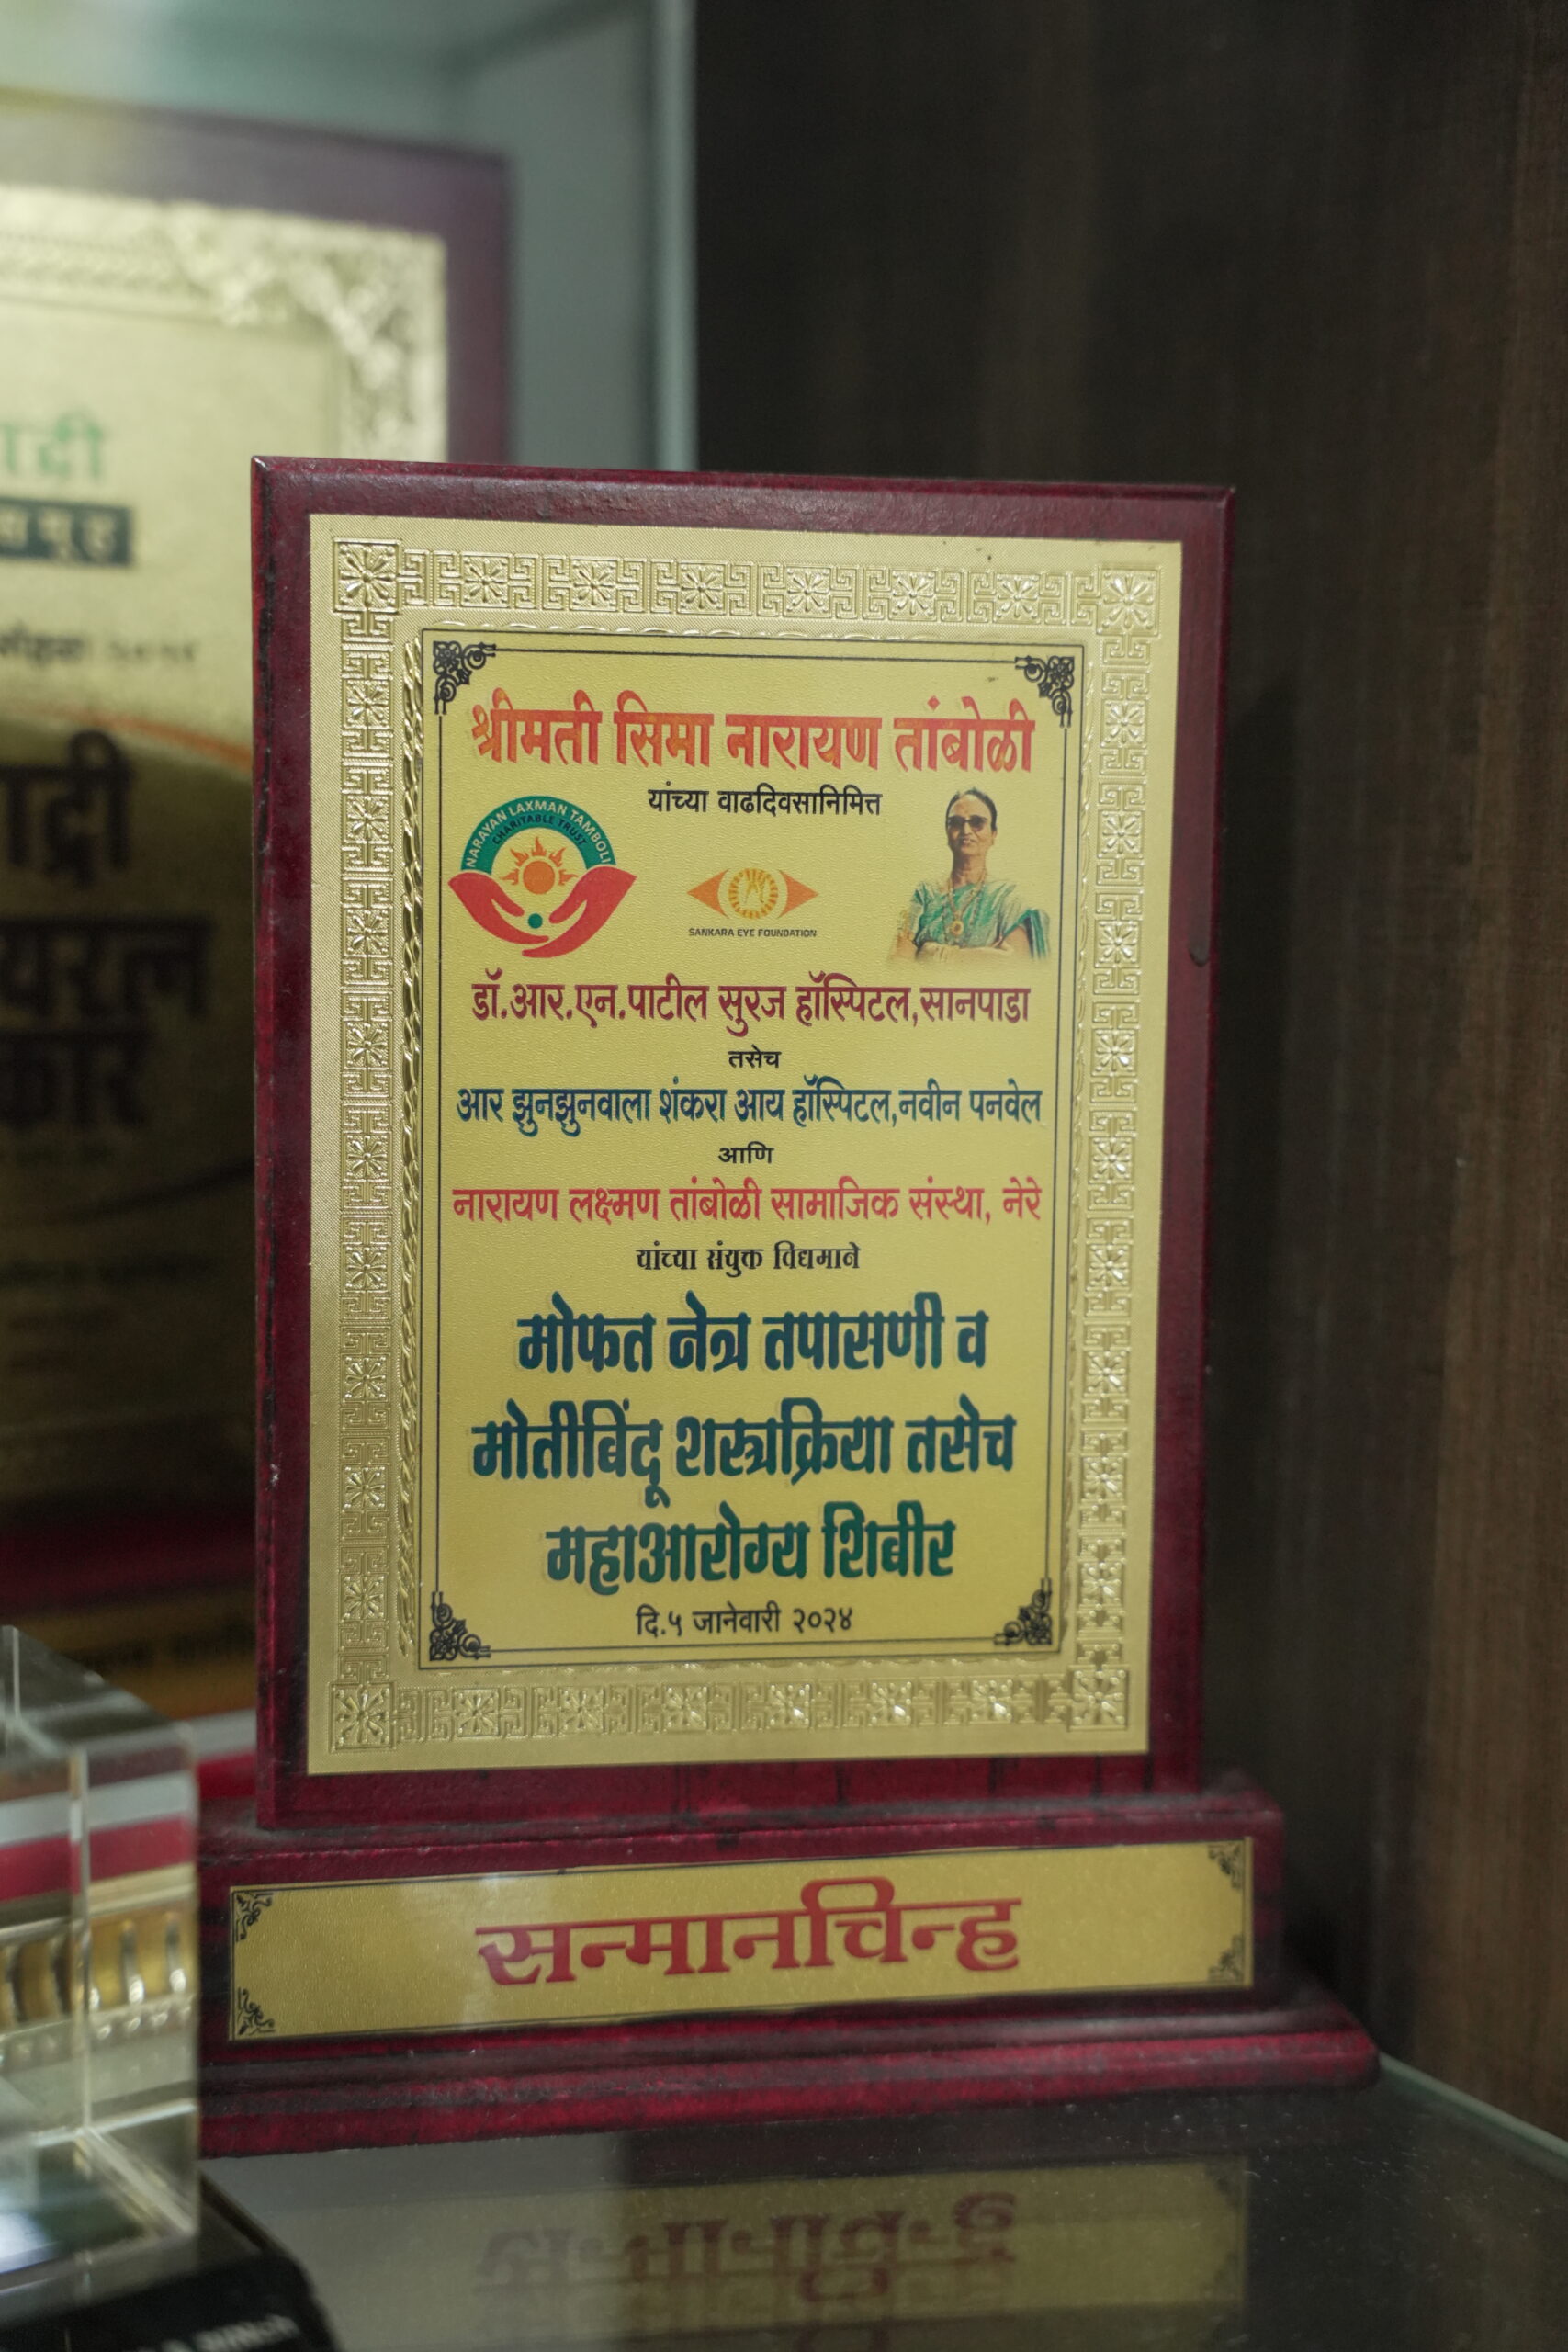 श्रीमती सिमा नारायण तांबोळी
यांच्या वाढदिवसानिमित्त
NARAYAN LAXMAN TAMBOLI
CHARITABLE TRUST
SANKARA EYE FOUNDATION
डॉ.आर.एन.पाटील सुरज हॉस्पिटल,सानपाडा
तसेच
आर झुनझुनवाला शंकरा आय हॉस्पिटल,नवीन पनवेल
आणि
नारायण लक्ष्मण तांबोळी सामाजिक संस्था, नेरे
यांच्या संयुक्त विद्यमाने
मोफत नेत्र तपासणी व
मोतीबिंदू शस्त्रक्रिया तसेच
महाआरोग्य शिबीर
दि.५ जानेवारी २०२४
सन्मानचिन्ह